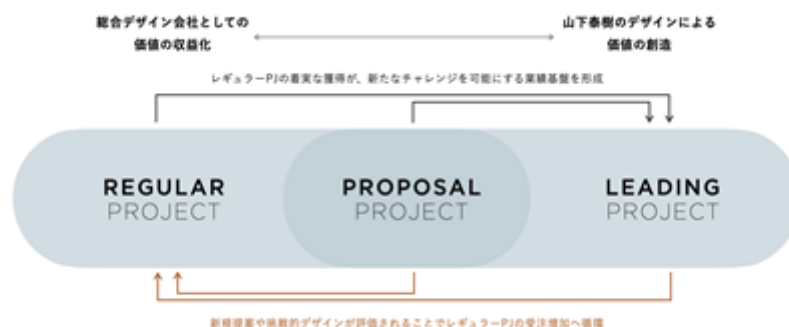 総合デザイン会社としての
価値の収益化
山下泰樹のデザインによる
価値の創造
レギュラーPJの着実な獲得が、新たなチャレンジを可能にする業績基盤を形成
REGULAR
PROJECT
PROPOSAL
PROJECT
LEADING
PROJECT
新規提案や挑戦的デザインが評価されることでレギュラーPJの受注増加へ循環